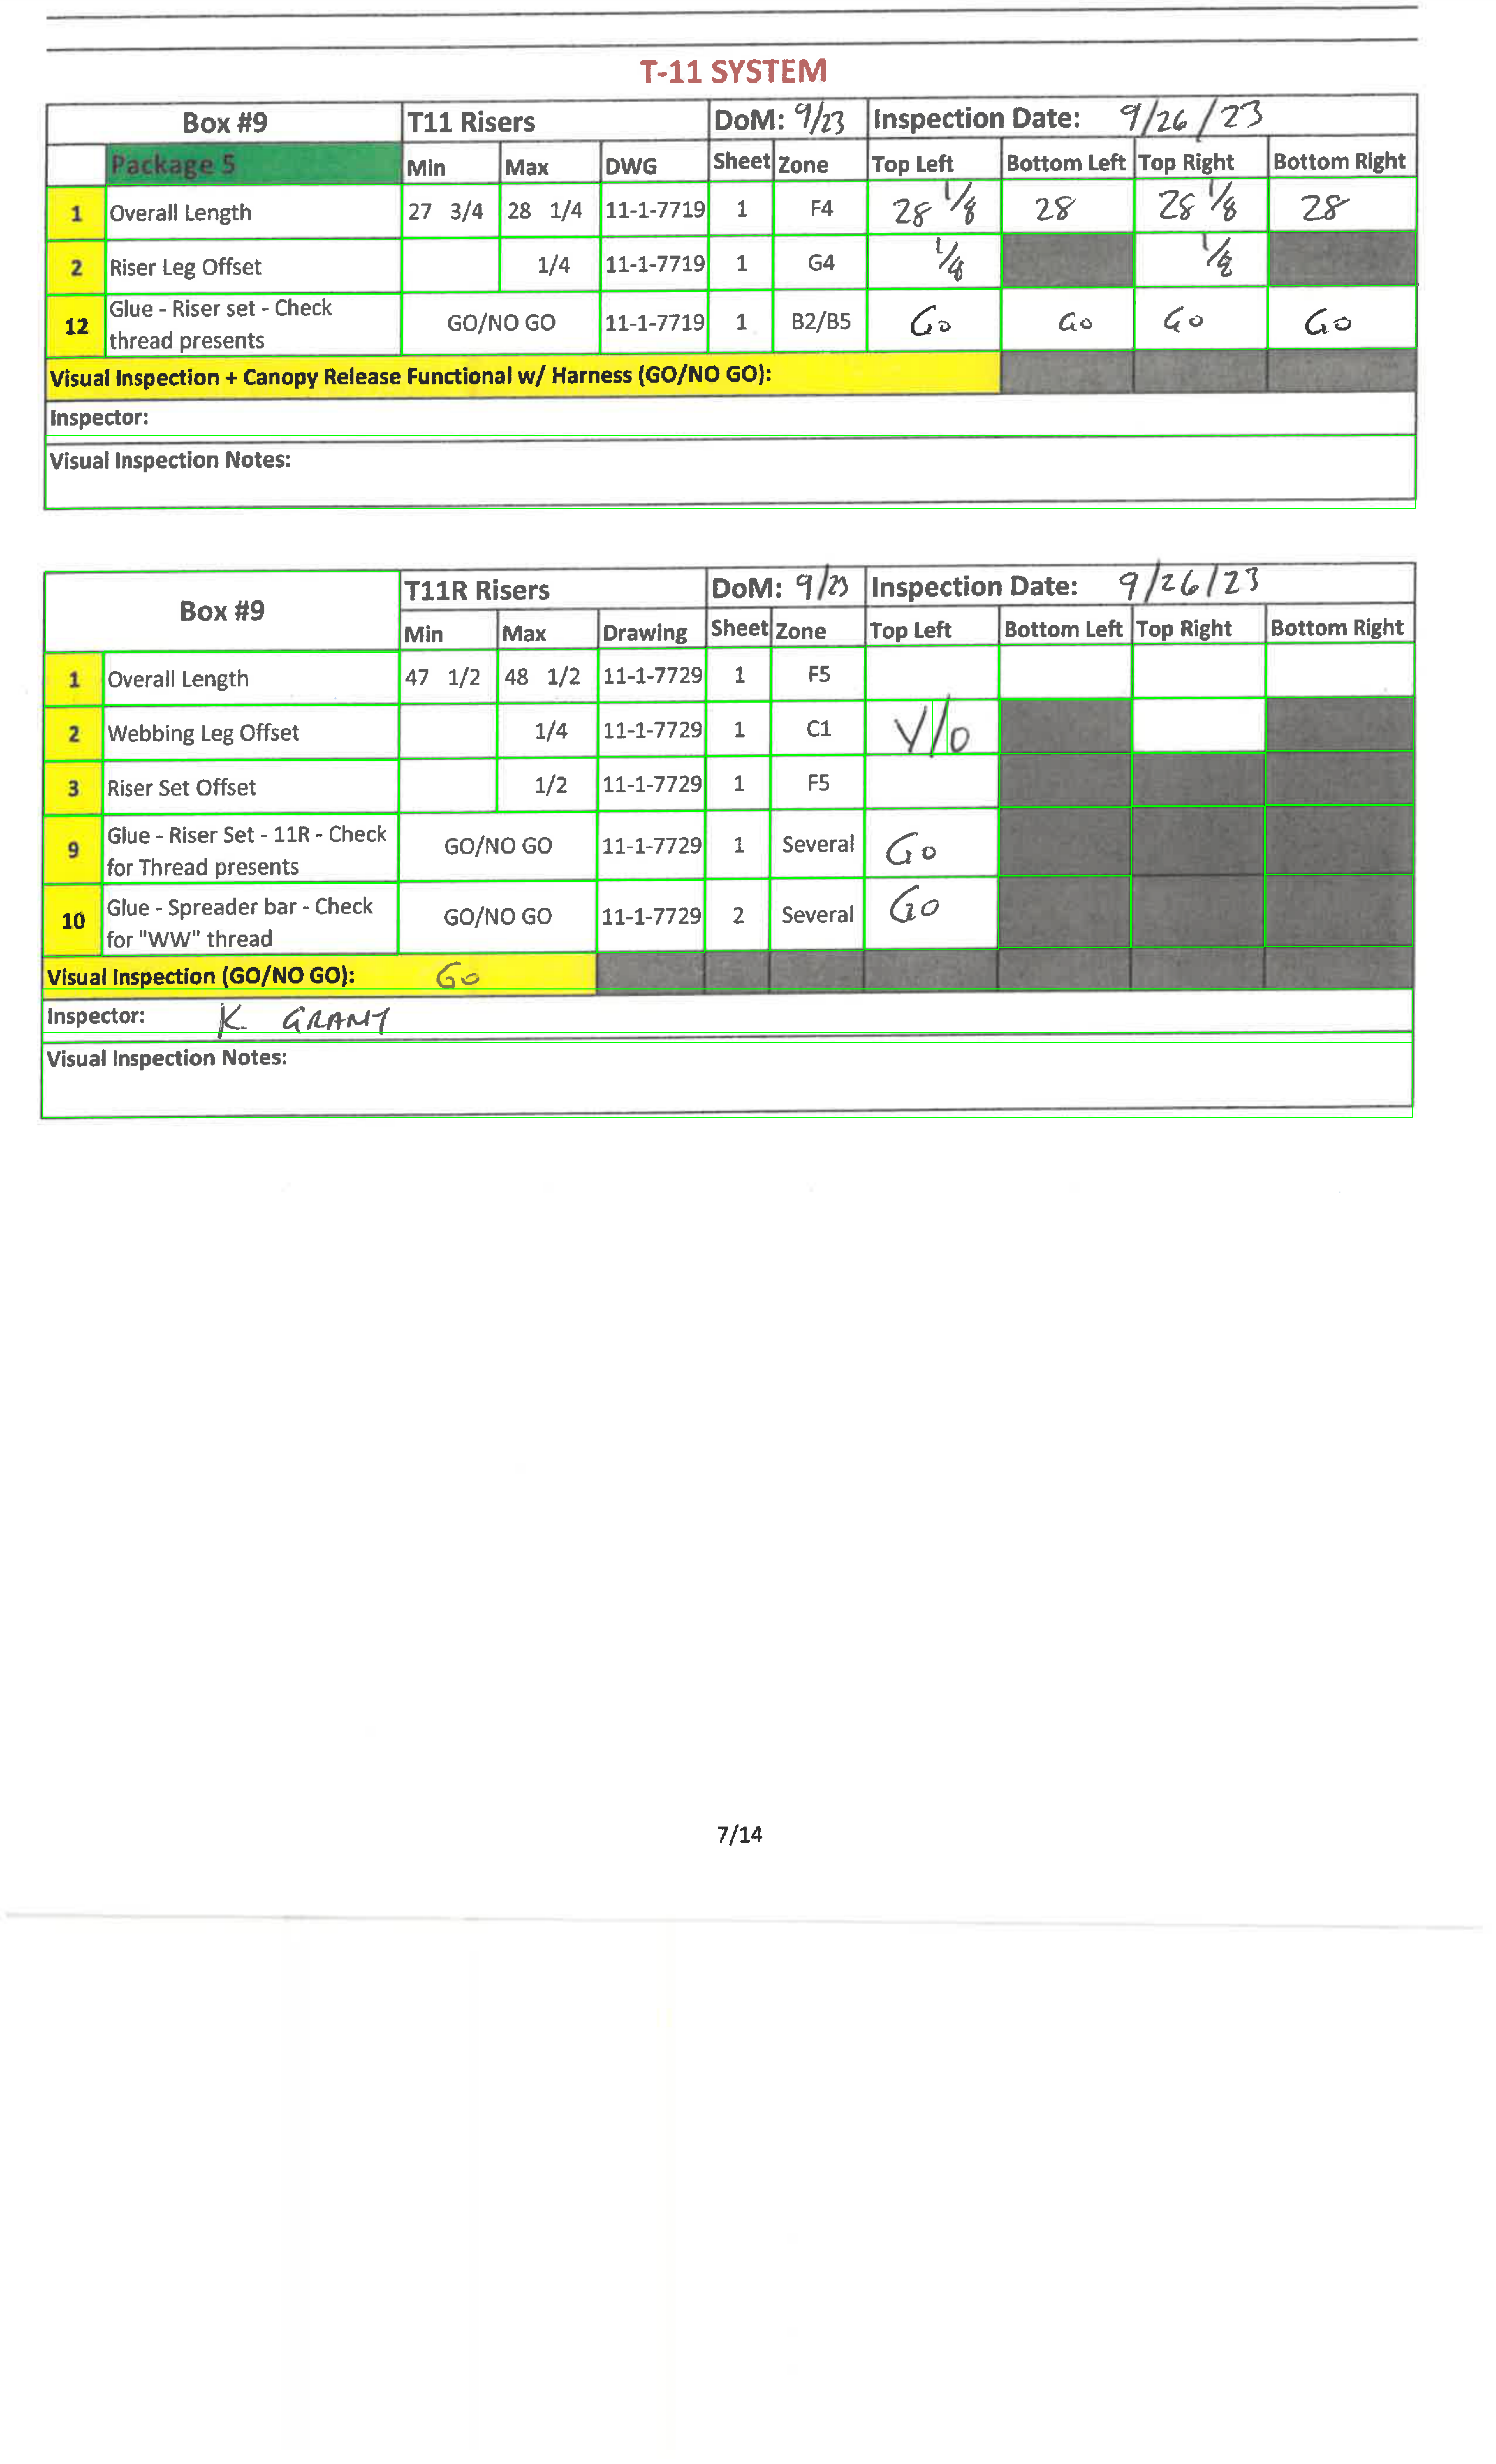 T-11 SYSTEM
Box #9 T11 Risers DoM: 9/23 Inspection Date: 9/26/23
Package 5 Min Max DWG Sheet Zone Top Left Bottom Left Top Right Bottom Right
1 Overall Length 27 3/4 28 1/4 11-1-7719 1 F4 28 1/8 28 28 1/8 28
2 Riser Leg Offset 1/4 11-1-7719 1 G4 1/8 1/8
12 Glue - Riser set - Check thread presents GO/NO GO 11-1-7719 1 B2/B5 Go Go Go Go
Visual Inspection + Canopy Release Functional w/ Harness (GO/NO GO):
Inspector:
Visual Inspection Notes:
Box #9 T11R Risers DoM: 9/23 Inspection Date: 9/26/23
Min Max Drawing Sheet Zone Top Left Bottom Left Top Right Bottom Right
1 Overall Length 47 1/2 48 1/2 11-1-7729 1 F5
2 Webbing Leg Offset 1/4 11-1-7729 1 C1 V/O
3 Riser Set Offset 1/2 11-1-7729 1 F5
9 Glue - Riser Set - 11R - Check for Thread presents GO/NO GO 11-1-7729 1 Several Go
10 Glue - Spreader bar - Check for "WW" thread GO/NO GO 11-1-7729 2 Several Go
Visual Inspection (GO/NO GO): Go
Inspector: K. GRANT
Visual Inspection Notes:
7/14